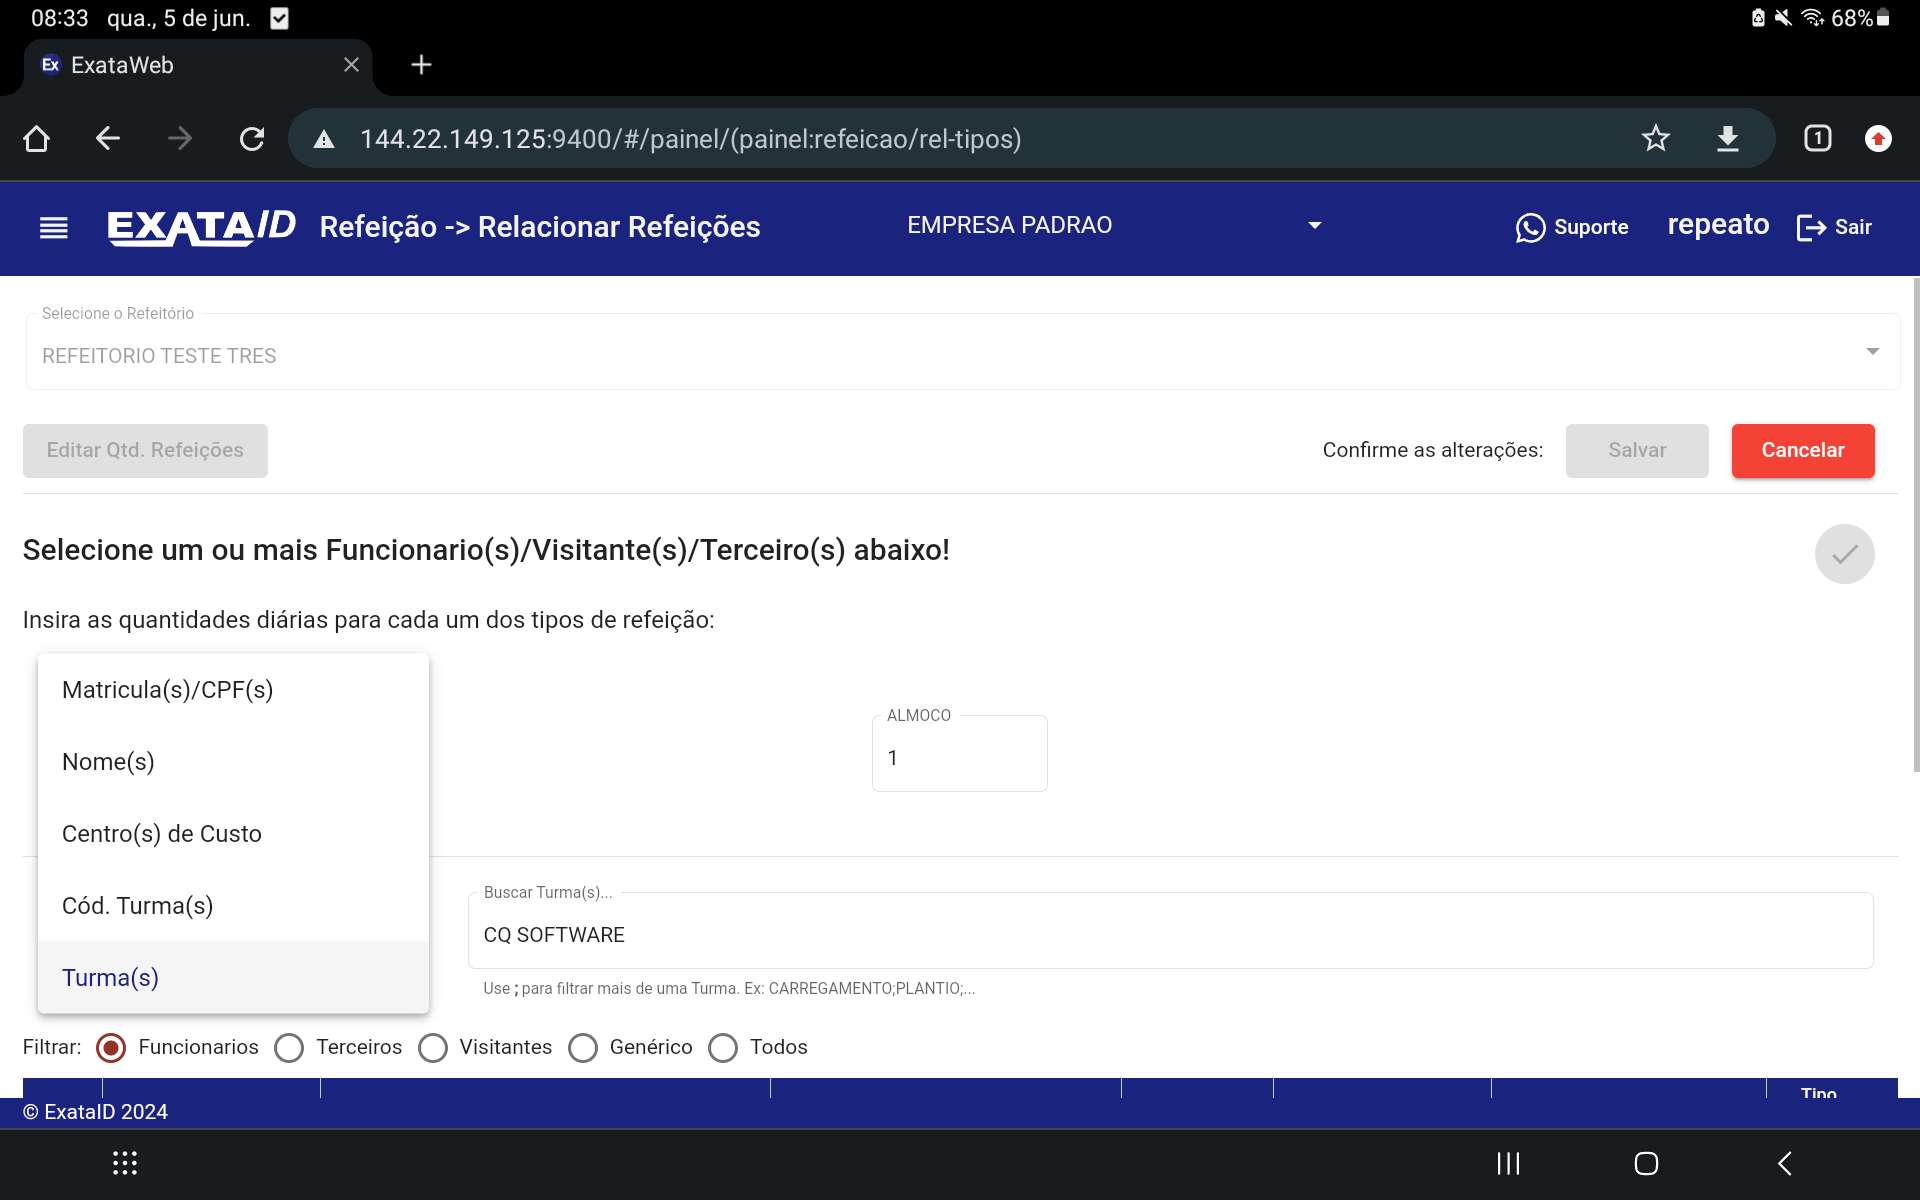 08:33 qua., 5 de jun. 68%
Ex ExataWeb
144.22.149.125:9400/#/painel/(painel:refeicao/rel-tipos) 1
EXATAID Refeição -> Relacionar Refeições EMPRESA PADRAO Suporte repeato Sair
Selecione o Refeitório
REFEITORIO TESTE TRES
Editar Qtd. Refeições Confirme as alterações: Salvar Cancelar
Selecione um ou mais Funcionario(s)/Visitante(s)/Terceiro(s) abaixo!
Insira as quantidades diárias para cada um dos tipos de refeição:
Matricula(s)/CPF(s)
ALMOCO
1
Nome(s)
Centro(s) de Custo
Cód. Turma(s)
Turma(s)
Buscar Turma(s)...
CQ SOFTWARE
Use ; para filtrar mais de uma Turma. Ex: CARREGAMENTO;PLANTIO;...
Filtrar: Funcionarios Terceiros Visitantes Genérico Todos
Tipo
© ExataID 2024